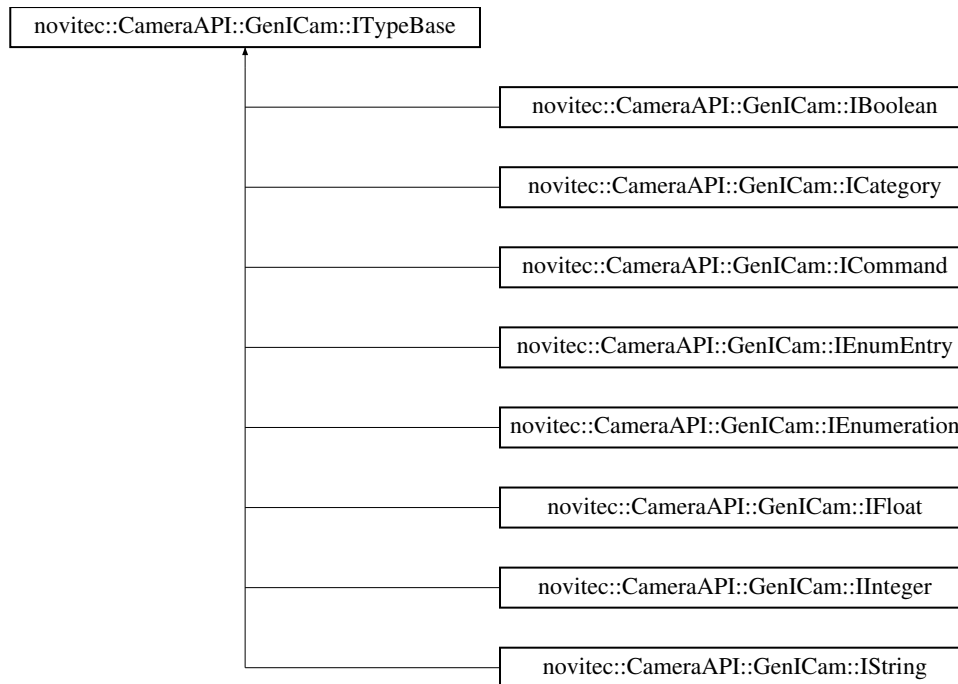 novitec::CameraAPI::GenICam::ITypeBase
novitec::CameraAPI::GenICam::IBoolean
novitec::CameraAPI::GenICam::ICategory
novitec::CameraAPI::GenICam::ICommand
novitec::CameraAPI::GenICam::IEnumEntry
novitec::CameraAPI::GenICam::IEnumeration
novitec::CameraAPI::GenICam::IFloat
novitec::CameraAPI::GenICam::IInteger
novitec::CameraAPI::GenICam::IString